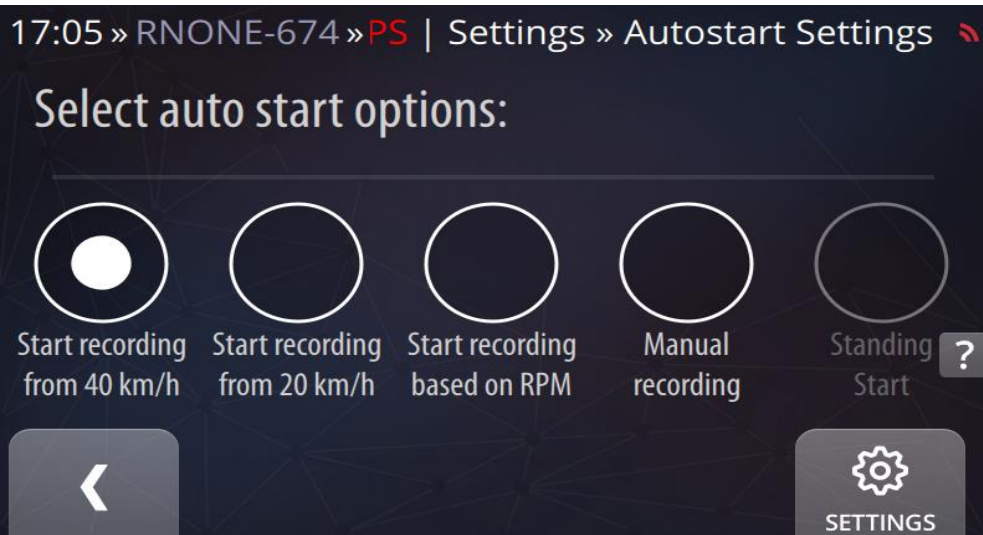 17:05 » RNONE-674 » PS | Settings » Autostart Settings
Select auto start options:
Start recording
from 40 km/h
Start recording
from 20 km/h
Start recording
based on RPM
Manual
recording
Standing
Start
?
SETTINGS